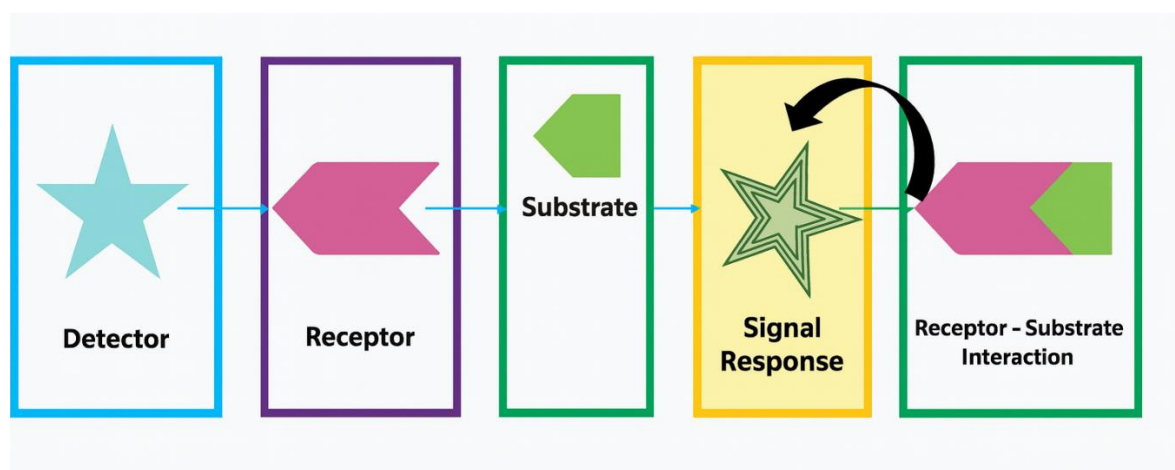 Detector
Receptor
Substrate
Signal
Response
Receptor – Substrate
Interaction